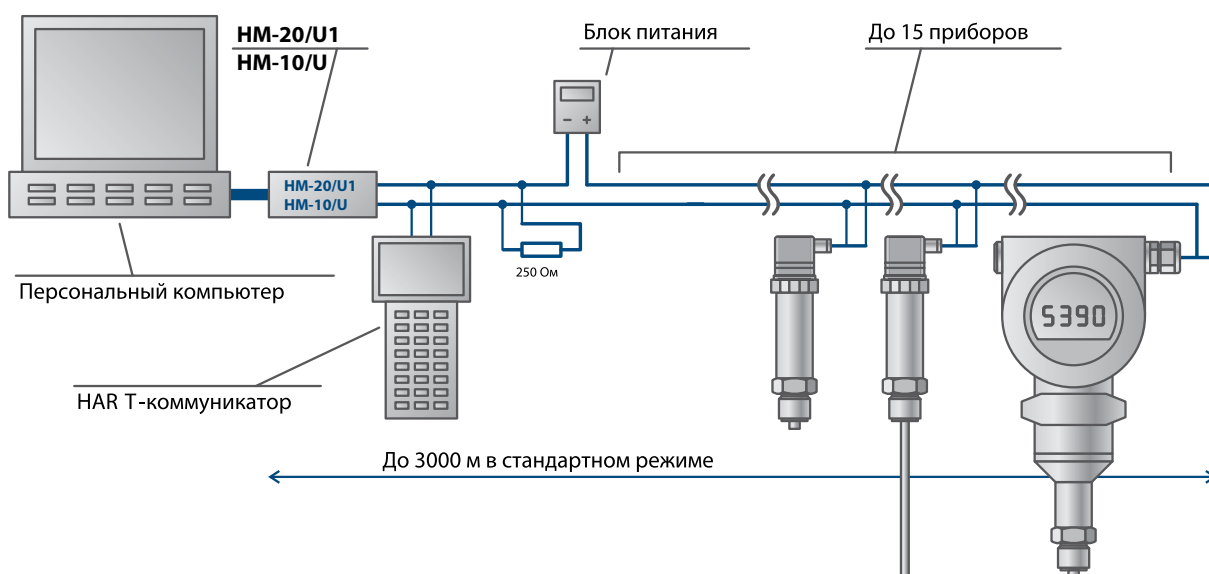 HM-20/U1
HM-10/U
Блок питания
До 15 приборов
− +
HM-20/U1
HM-10/U
250 Ом
Персональный компьютер
5390
HAR T-коммуникатор
До 3000 м в стандартном режиме